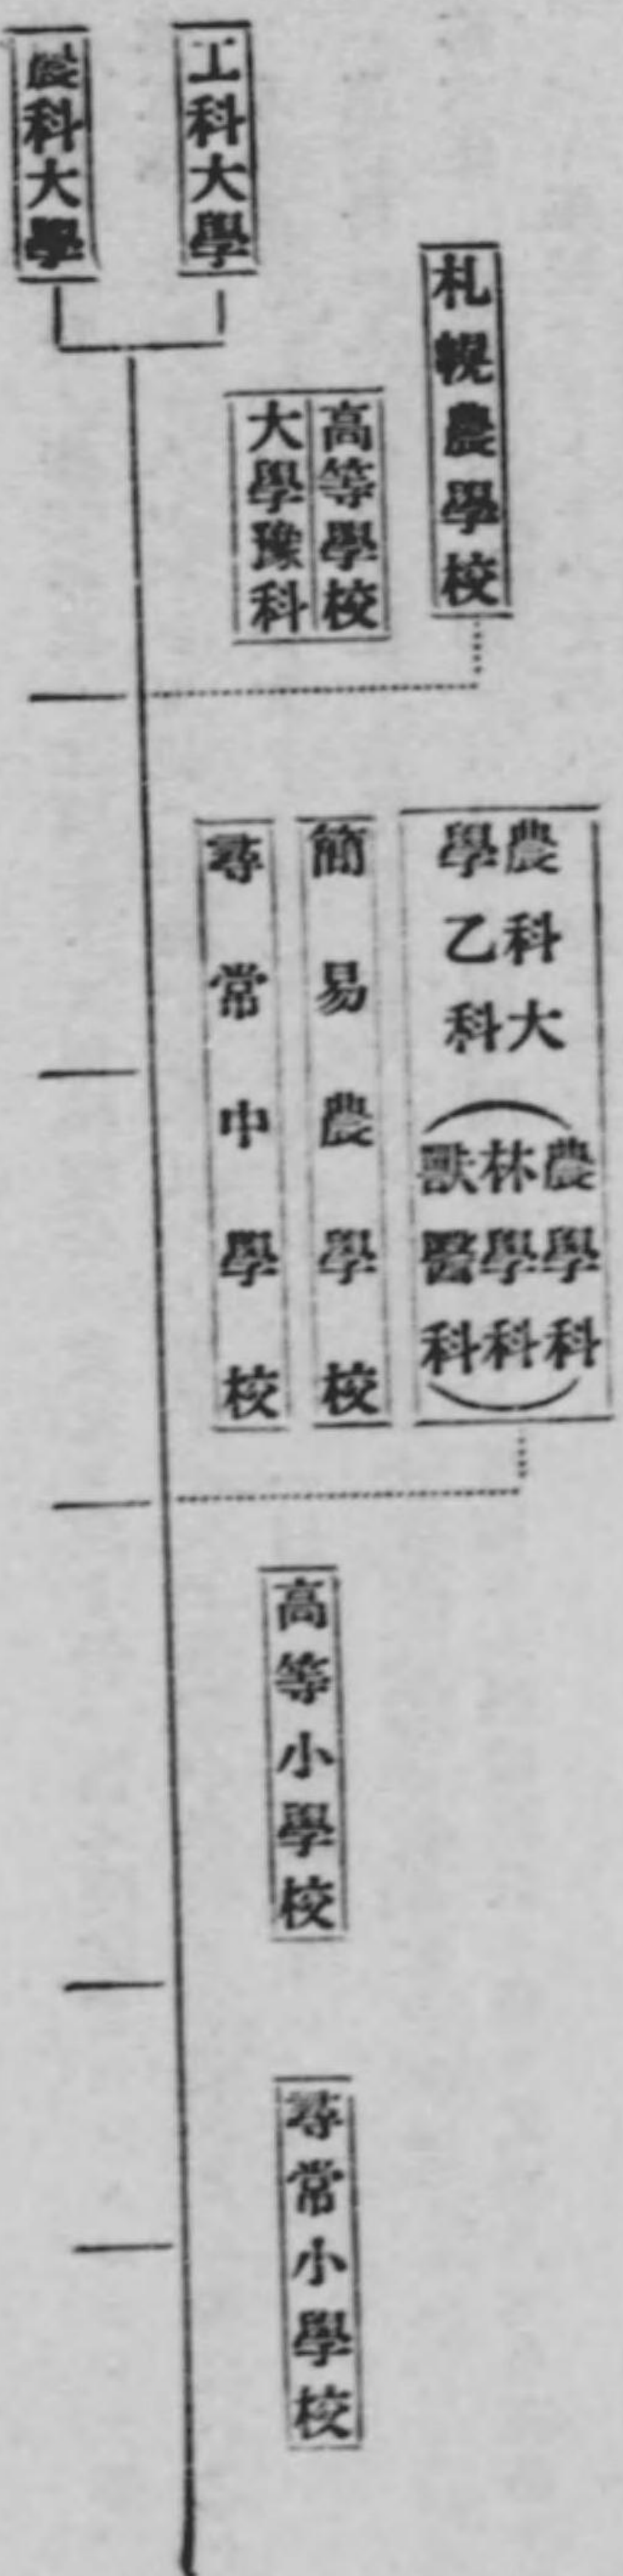 札幌農學校
工科大學
農科大學
高等學校
大學豫科
農科大
學乙科
農學科
林學科
獸醫科
簡易農學校
尋常中學校
高等小學校
尋常小學校